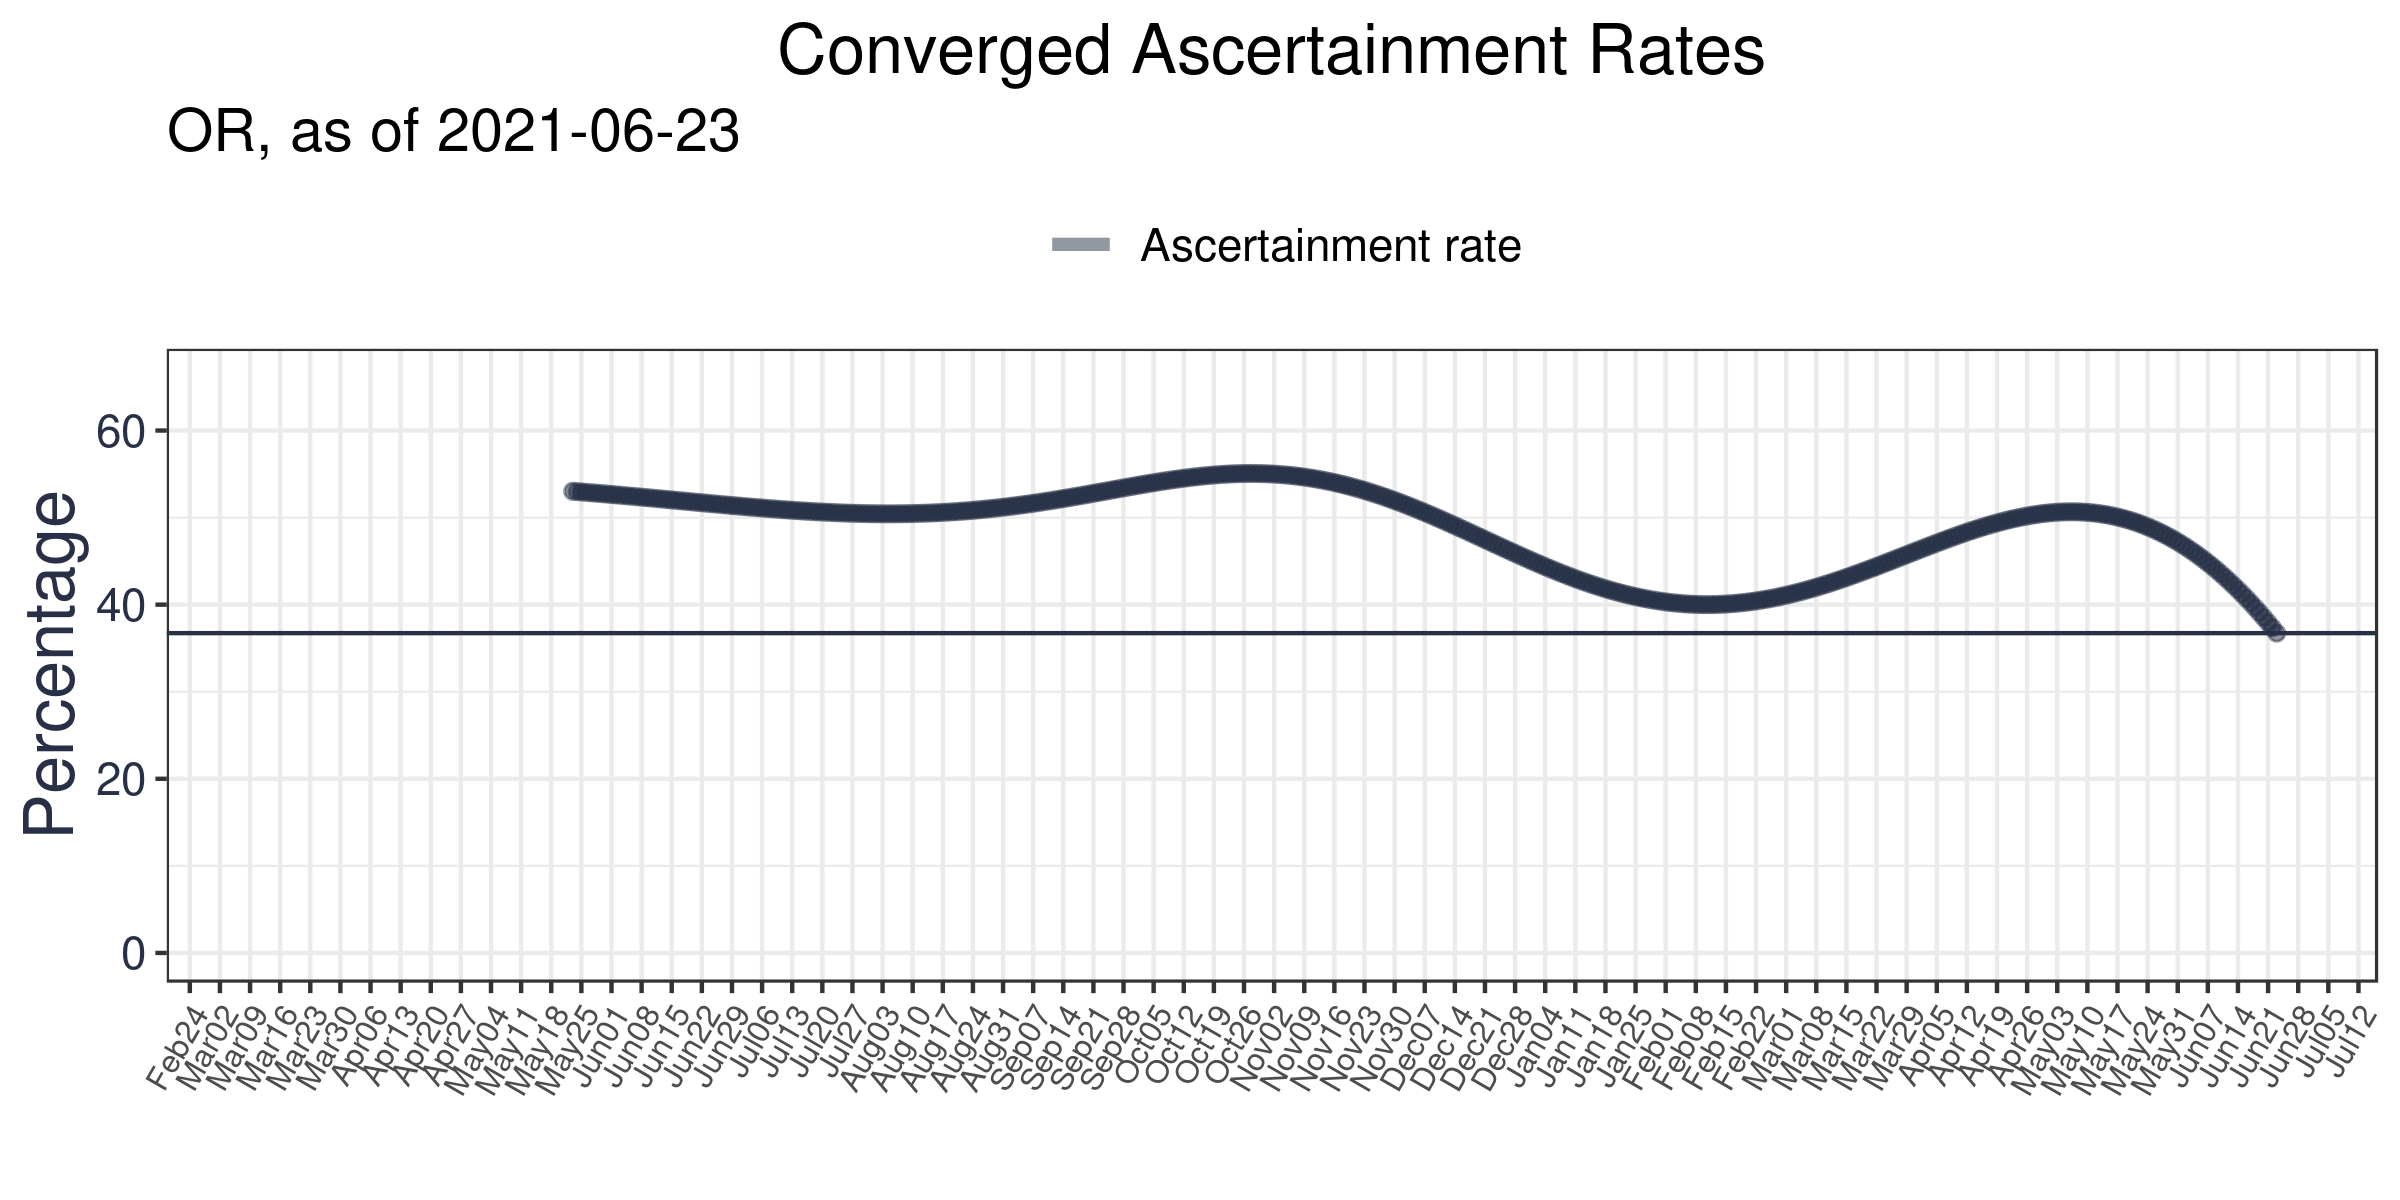 Converged Ascertainment Rates
OR, as of 2021-06-23
Ascertainment rate
Percentage
60
40
20
0
Feb24
Mar02
Mar09
Mar16
Mar23
Mar30
Apr06
Apr13
Apr20
Apr27
May04
May11
May18
May25
Jun01
Jun08
Jun15
Jun22
Jun29
Jul06
Jul13
Jul20
Jul27
Aug03
Aug10
Aug17
Aug24
Aug31
Sep07
Sep14
Sep21
Sep28
Oct05
Oct12
Oct19
Oct26
Nov02
Nov09
Nov16
Nov23
Nov30
Dec07
Dec14
Dec21
Dec28
Jan04
Jan11
Jan18
Jan25
Feb01
Feb08
Feb15
Feb22
Mar01
Mar08
Mar15
Mar22
Mar29
Apr05
Apr12
Apr19
Apr26
May03
May10
May17
May24
May31
Jun07
Jun14
Jun21
Jun28
Jul05
Jul12